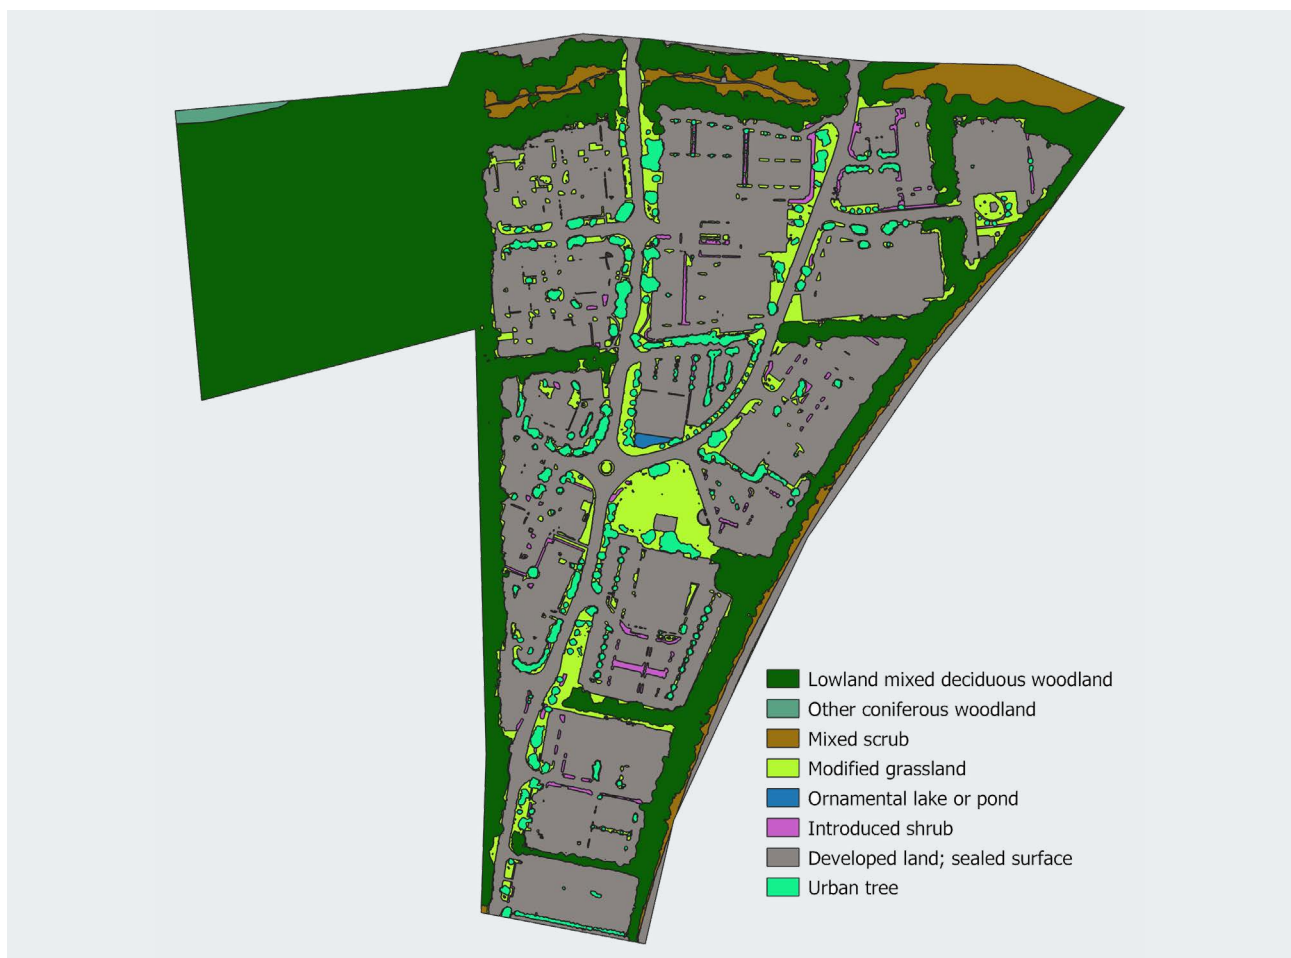 Lowland mixed deciduous woodland
Other coniferous woodland
Mixed scrub
Modified grassland
Ornamental lake or pond
Introduced shrub
Developed land; sealed surface
Urban tree